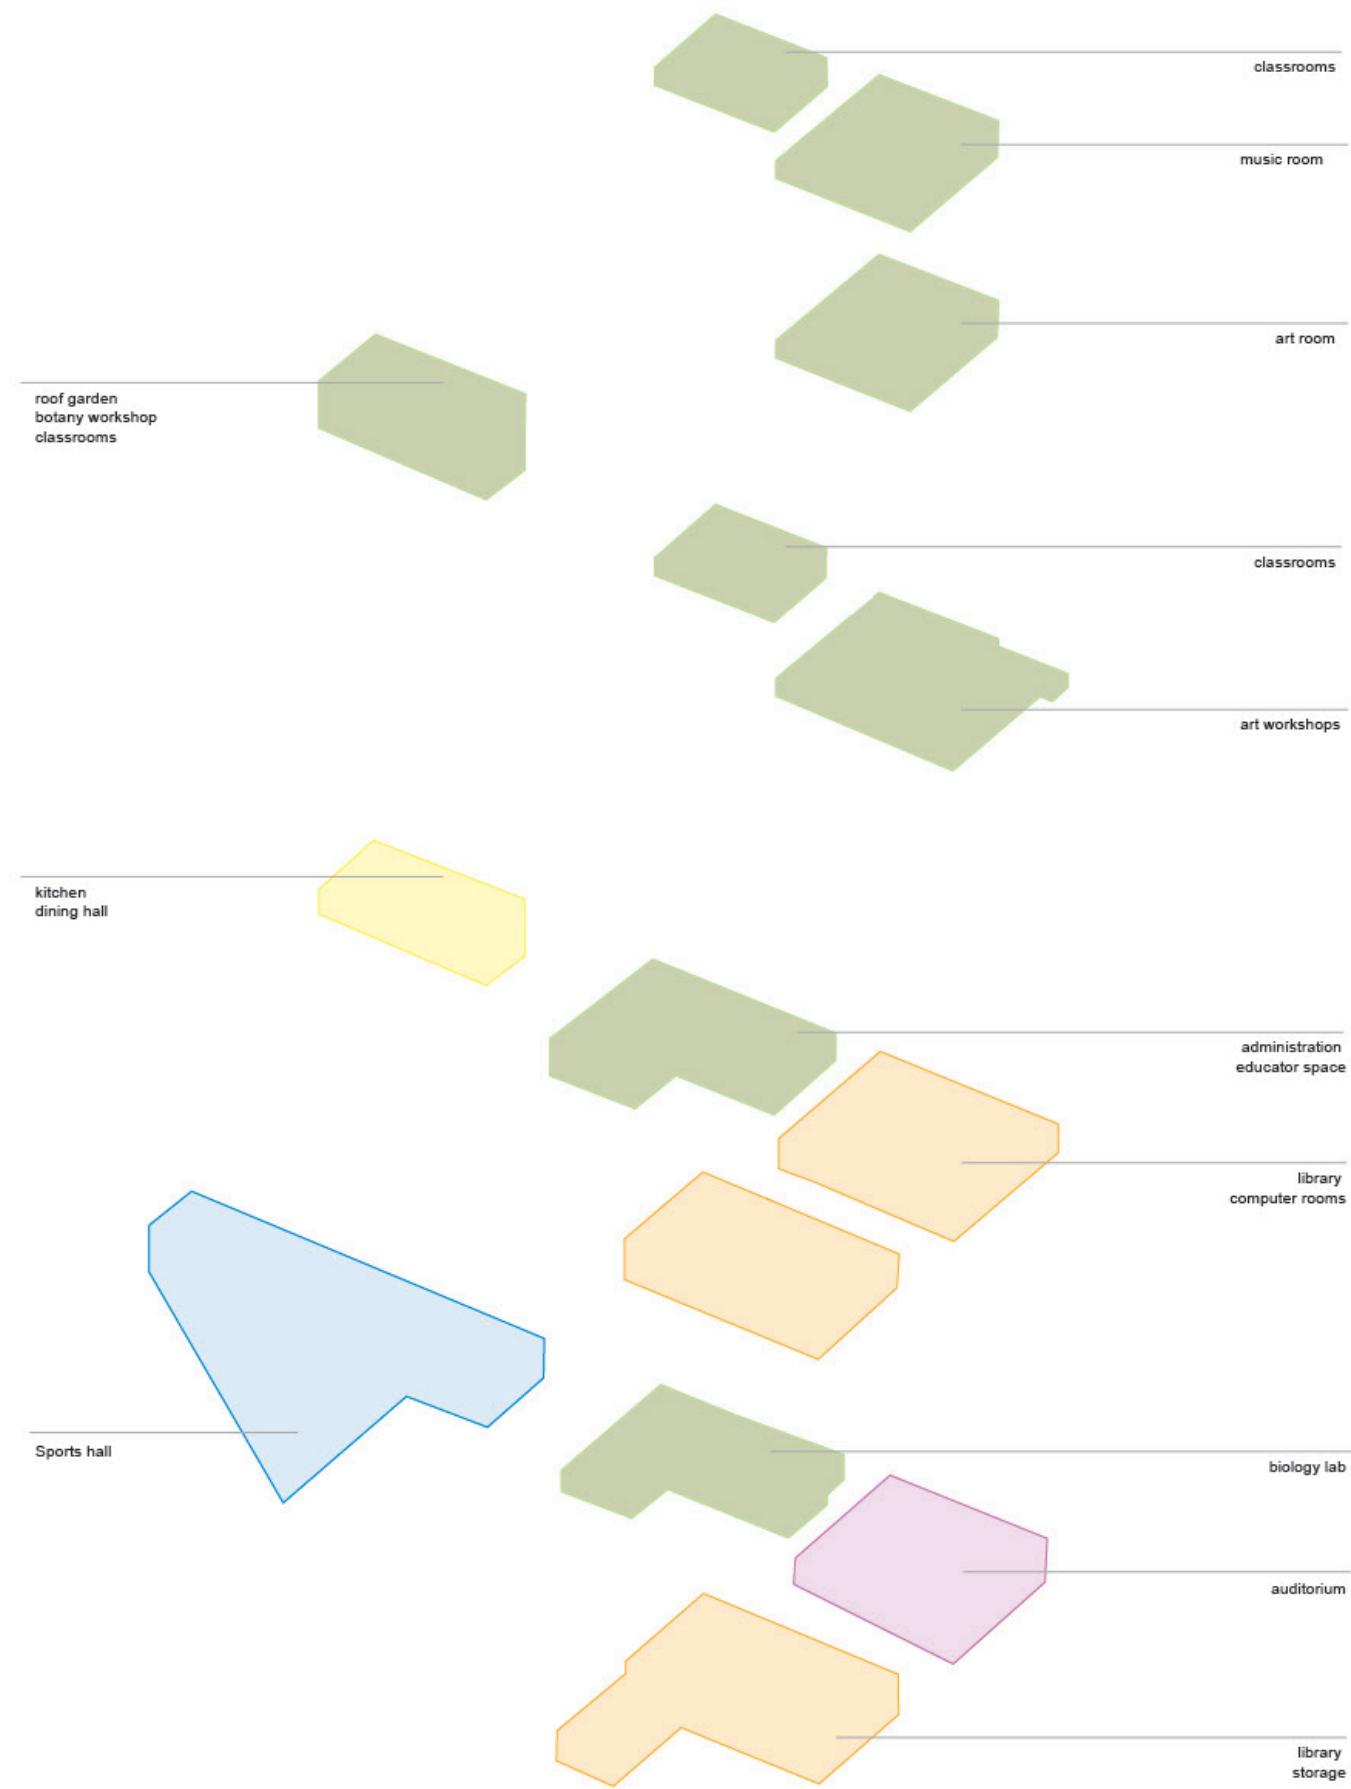 classrooms
music room
art room
roof garden
botany workshop
classrooms
classrooms
art workshops
kitchen
dining hall
administration
educator space
library
computer rooms
Sports hall
biology lab
auditorium
library
storage